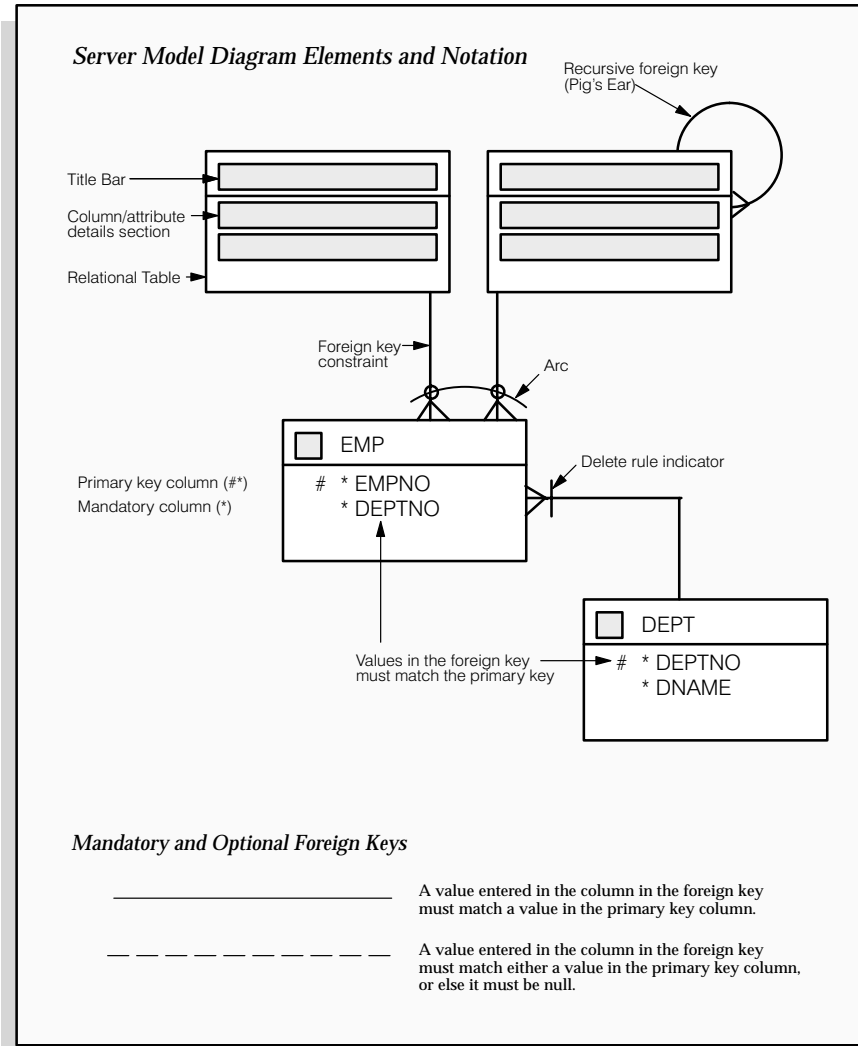 Server Model Diagram Elements and Notation
Recursive foreign key
(Pig's Ear)
Title Bar
Column/attribute
details section
Relational Table
Foreign key
constraint
Arc
EMP
Delete rule indicator
Primary key column (#*)
# * EMPNO
Mandatory column (*)
* DEPTNO
DEPT
Values in the foreign key
must match the primary key
# * DEPTNO
* DNAME
Mandatory and Optional Foreign Keys
A value entered in the column in the foreign key
must match a value in the primary key column.
A value entered in the column in the foreign key
must match either a value in the primary key column,
or else it must be null.